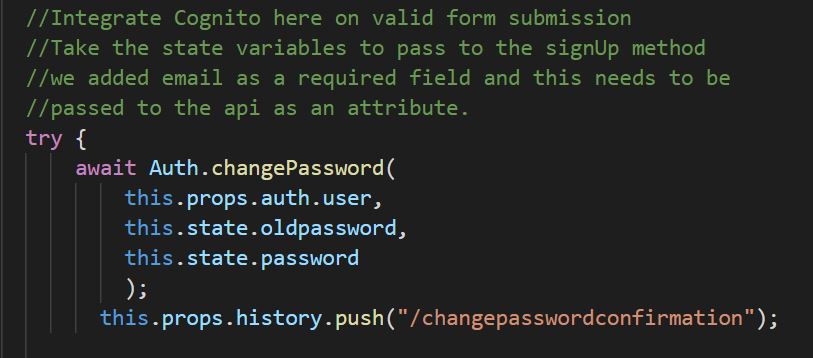 //Integrate Cognito here on valid form submission
//Take the state variables to pass to the signUp method
//we added email as a required field and this needs to be
//passed to the api as an attribute.
try {
await Auth.changePassword(
this.props.auth.user,
this.state.oldpassword,
this.state.password
);
this.props.history.push("/changepasswordconfirmation");